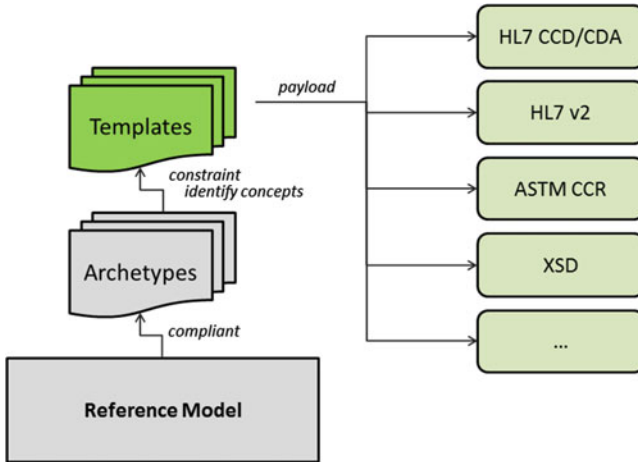 HL7 CCD/CDA
payload
Templates
HL7 v2
constraint
identify concepts
ASTM CCR
Archetypes
XSD
compliant
...
Reference Model